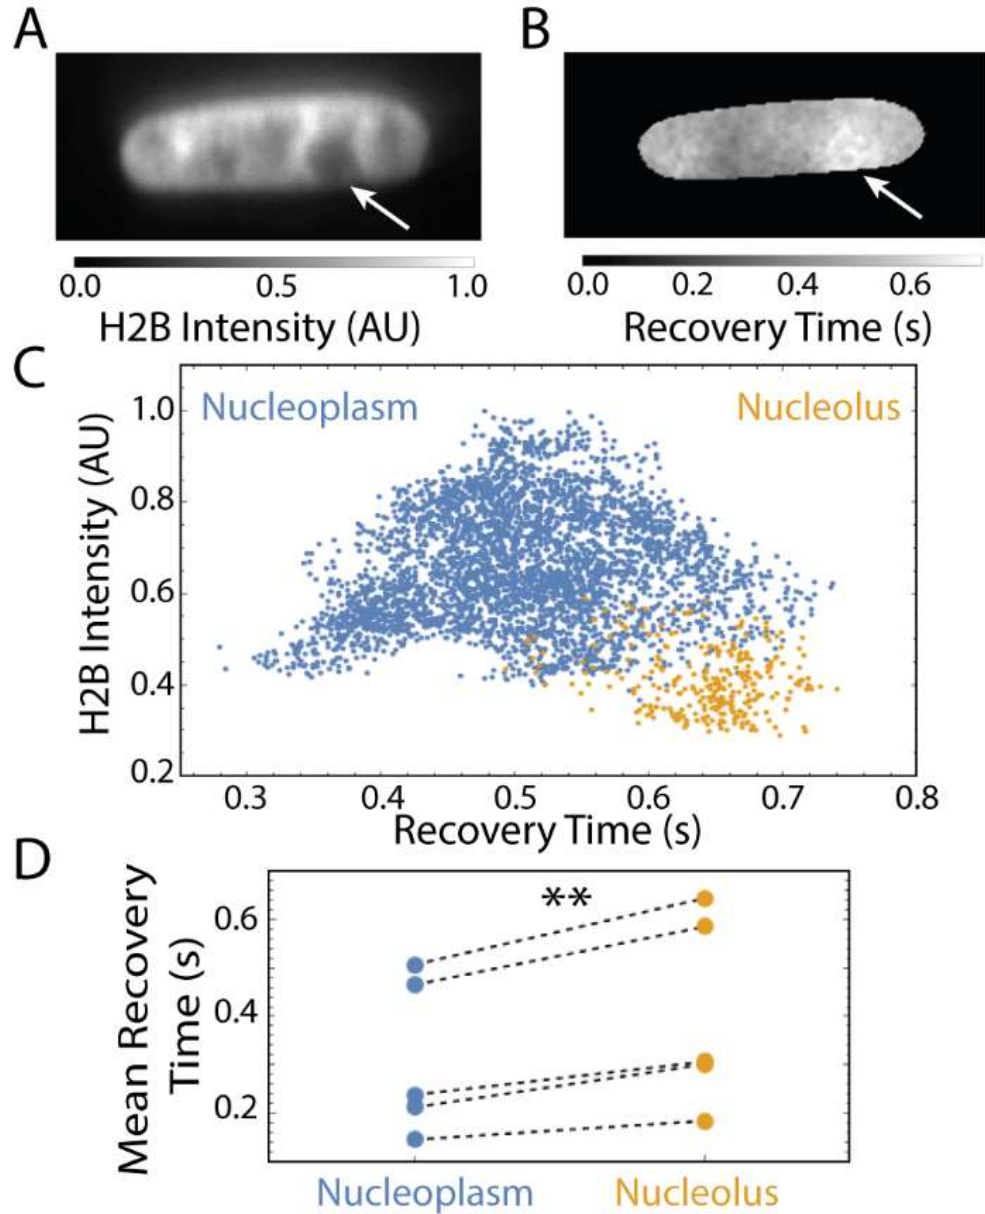 A
B
0.0 0.5 1.0
H2B Intensity (AU)
0.0 0.2 0.4 0.6
Recovery Time (s)
C
Nucleoplasm Nucleolus
H2B Intensity (AU)
1.0
0.8
0.6
0.4
0.2
0.3 0.4 0.5 0.6 0.7 0.8
Recovery Time (s)
D
Mean Recovery
Time (s)
**
0.6
0.4
0.2
Nucleoplasm Nucleolus